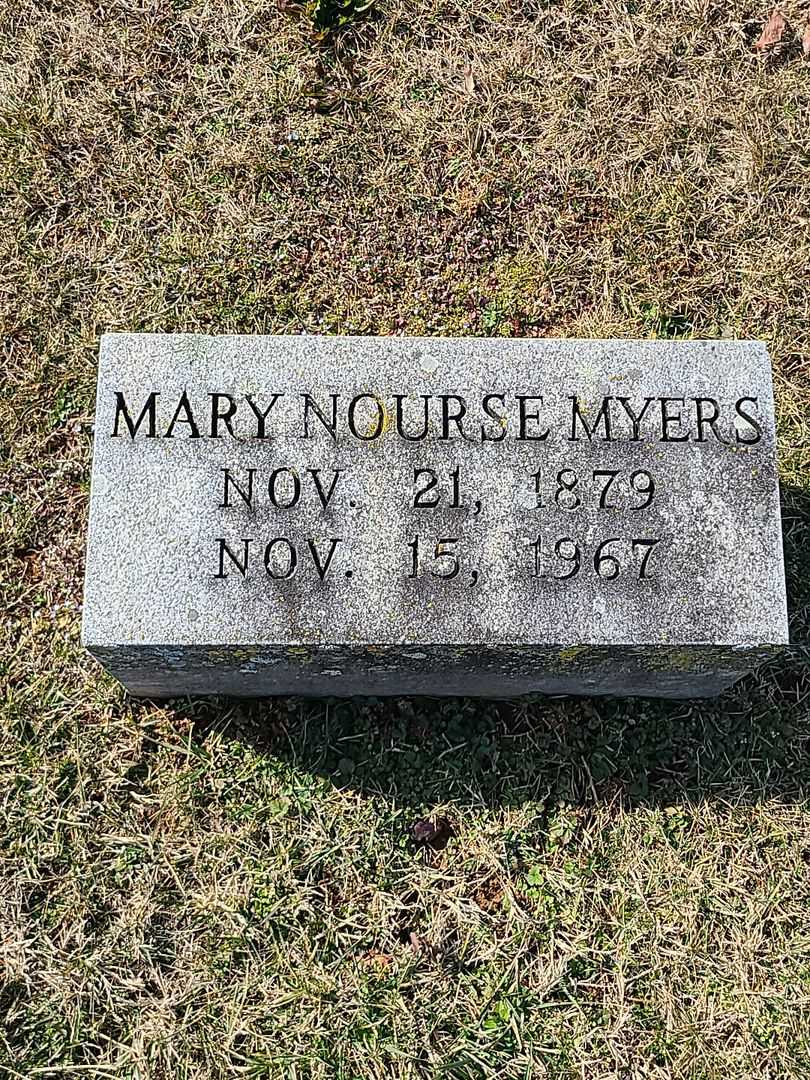 MARY NOURSE MYERS
NOV. 21, 1879
NOV. 15, 1967